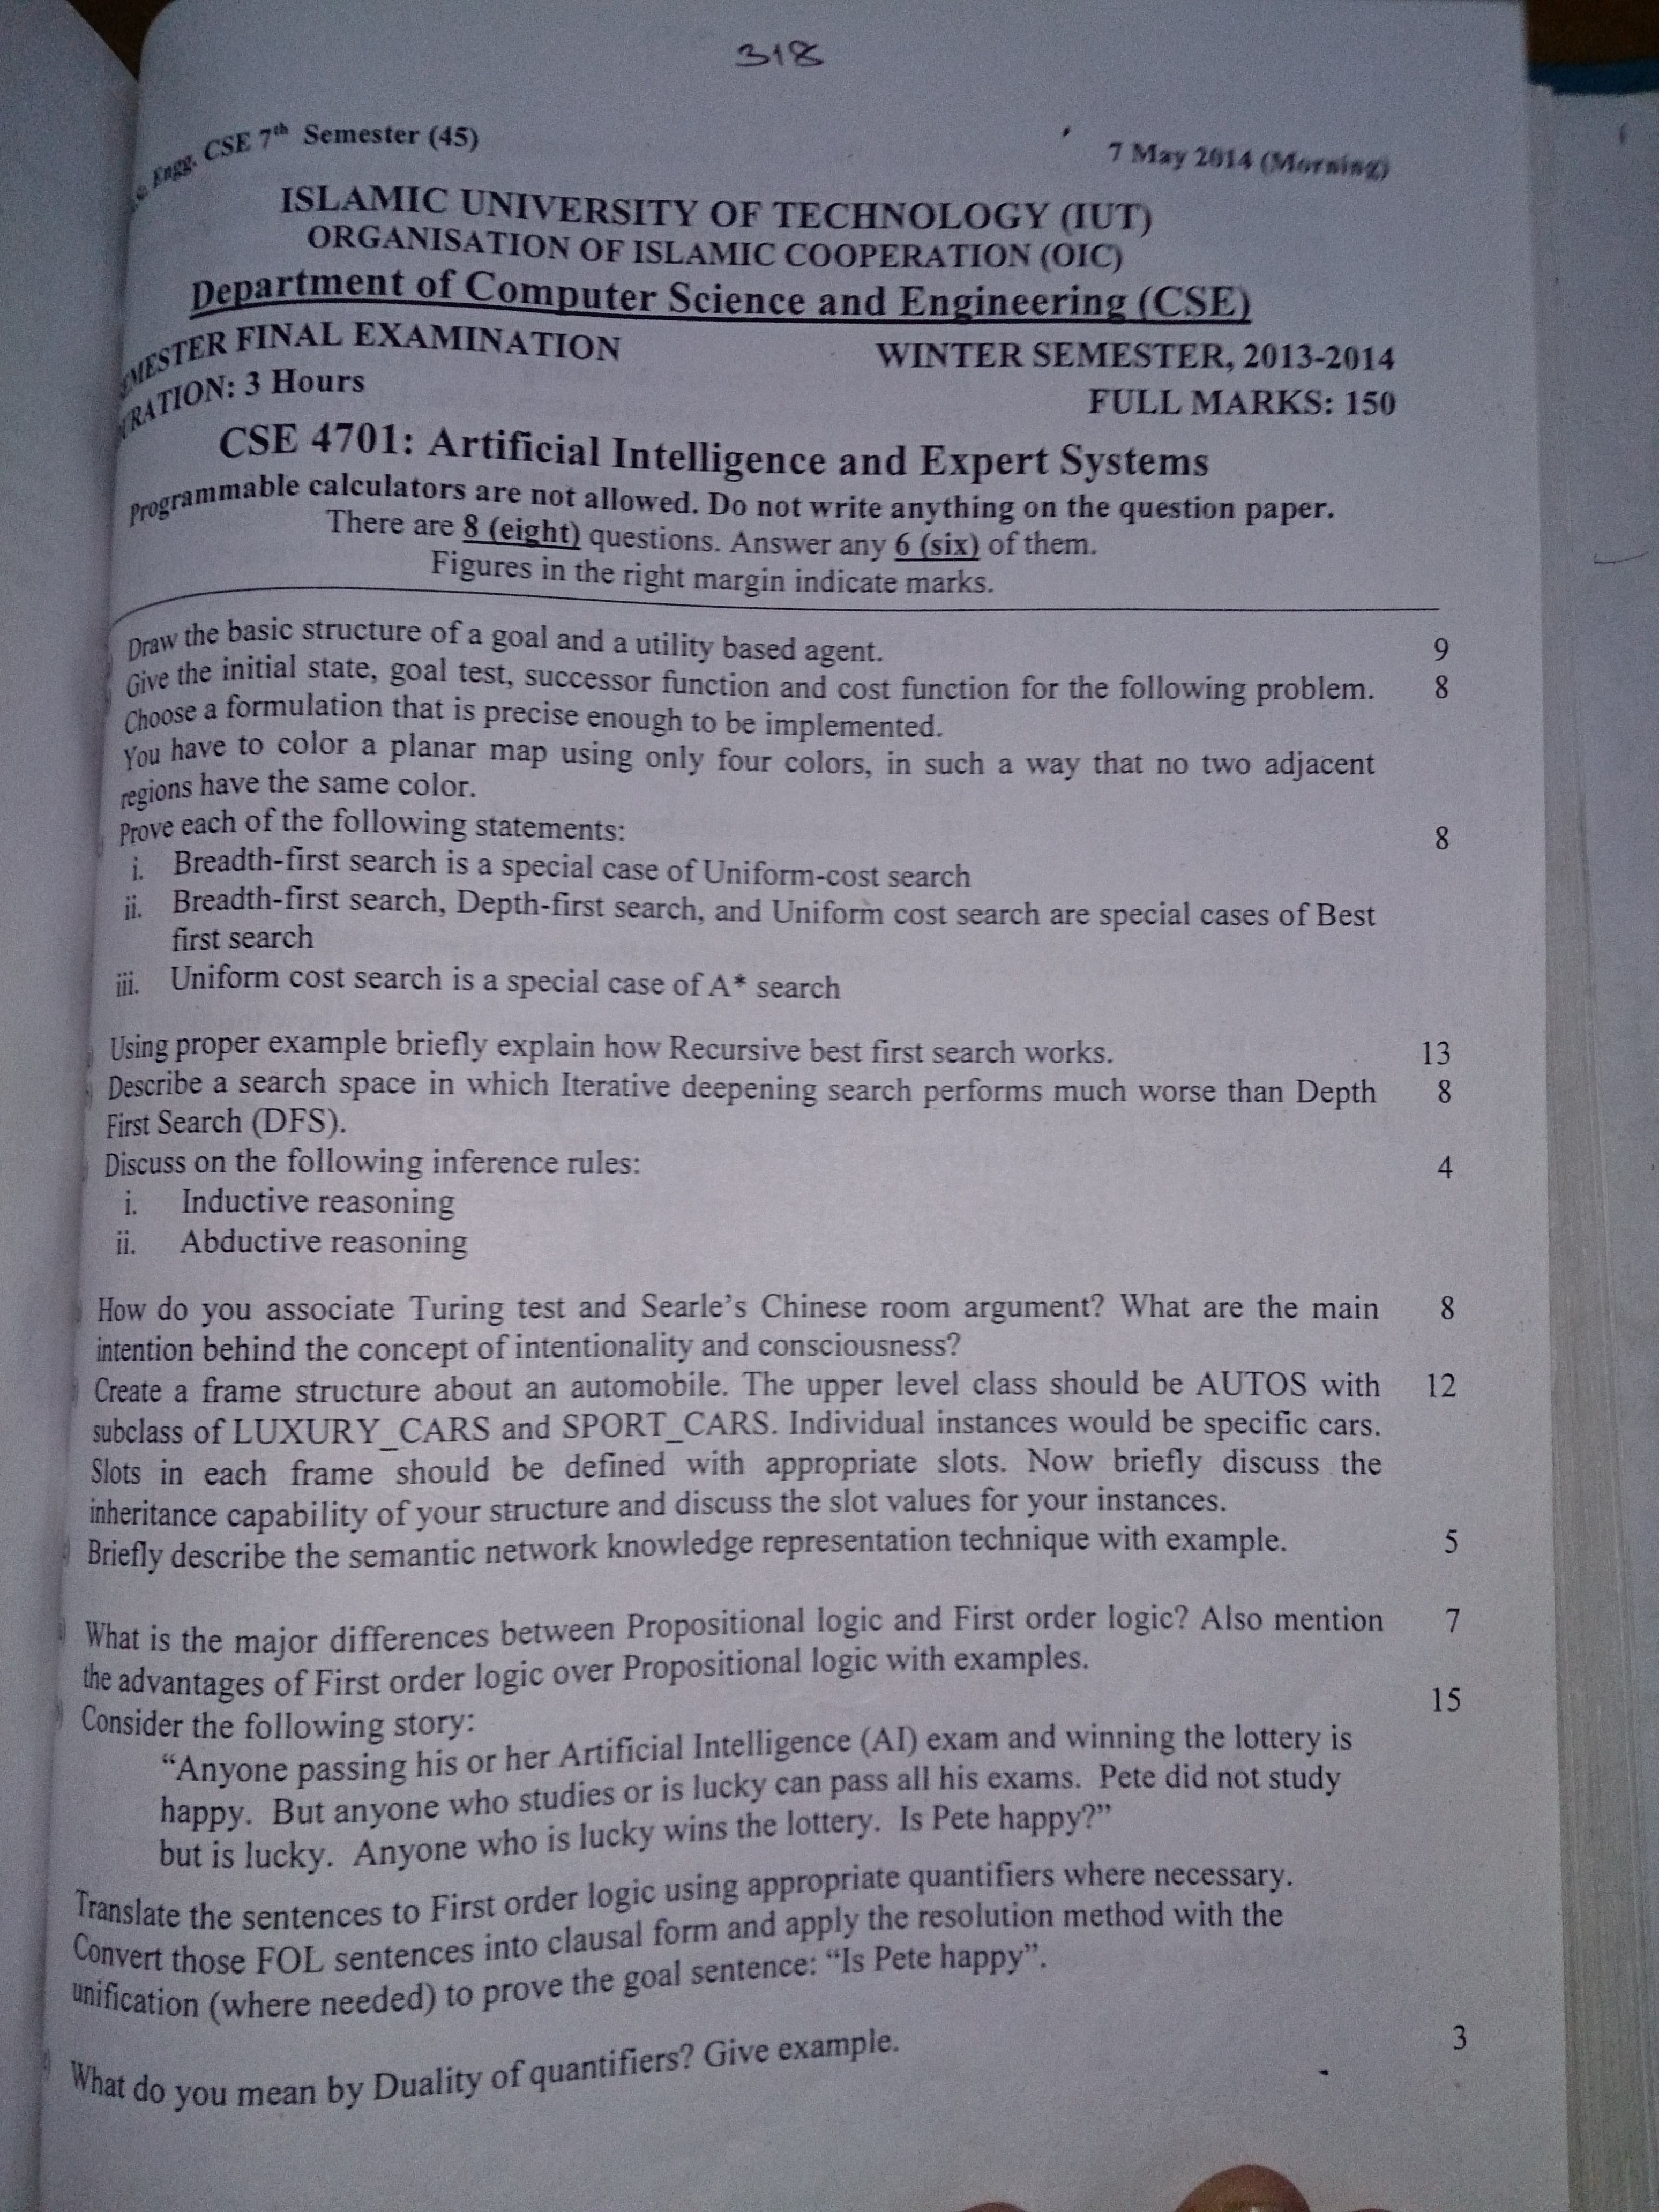 318
Engg. CSE 7th Semester (45)
7 May 2014 (Morning)
ISLAMIC UNIVERSITY OF TECHNOLOGY (IUT)
ORGANISATION OF ISLAMIC COOPERATION (OIC)
Department of Computer Science and Engineering (CSE)
MESTER FINAL EXAMINATION
WINTER SEMESTER, 2013-2014
RATION: 3 Hours
FULL MARKS: 150
CSE 4701: Artificial Intelligence and Expert Systems
Programmable calculators are not allowed. Do not write anything on the question paper.
There are 8 (eight) questions. Answer any 6 (six) of them.
Figures in the right margin indicate marks.
Draw the basic structure of a goal and a utility based agent. 9
Give the initial state, goal test, successor function and cost function for the following problem. 8
Choose a formulation that is precise enough to be implemented.
You have to color a planar map using only four colors, in such a way that no two adjacent
regions have the same color.
Prove each of the following statements: 8
i. Breadth-first search is a special case of Uniform-cost search
ii. Breadth-first search, Depth-first search, and Uniform cost search are special cases of Best
first search
iii. Uniform cost search is a special case of A* search
Using proper example briefly explain how Recursive best first search works. 13
Describe a search space in which Iterative deepening search performs much worse than Depth 8
First Search (DFS).
Discuss on the following inference rules: 4
i. Inductive reasoning
ii. Abductive reasoning
How do you associate Turing test and Searle's Chinese room argument? What are the main 8
intention behind the concept of intentionality and consciousness?
Create a frame structure about an automobile. The upper level class should be AUTOS with 12
subclass of LUXURY_CARS and SPORT_CARS. Individual instances would be specific cars.
Slots in each frame should be defined with appropriate slots. Now briefly discuss the
inheritance capability of your structure and discuss the slot values for your instances.
Briefly describe the semantic network knowledge representation technique with example. 5
What is the major differences between Propositional logic and First order logic? Also mention 7
the advantages of First order logic over Propositional logic with examples.
Consider the following story: 15
“Anyone passing his or her Artificial Intelligence (AI) exam and winning the lottery is
happy. But anyone who studies or is lucky can pass all his exams. Pete did not study
but is lucky. Anyone who is lucky wins the lottery. Is Pete happy?”
Translate the sentences to First order logic using appropriate quantifiers where necessary.
Convert those FOL sentences into clausal form and apply the resolution method with the
unification (where needed) to prove the goal sentence: “Is Pete happy”.
What do you mean by Duality of quantifiers? Give example. 3